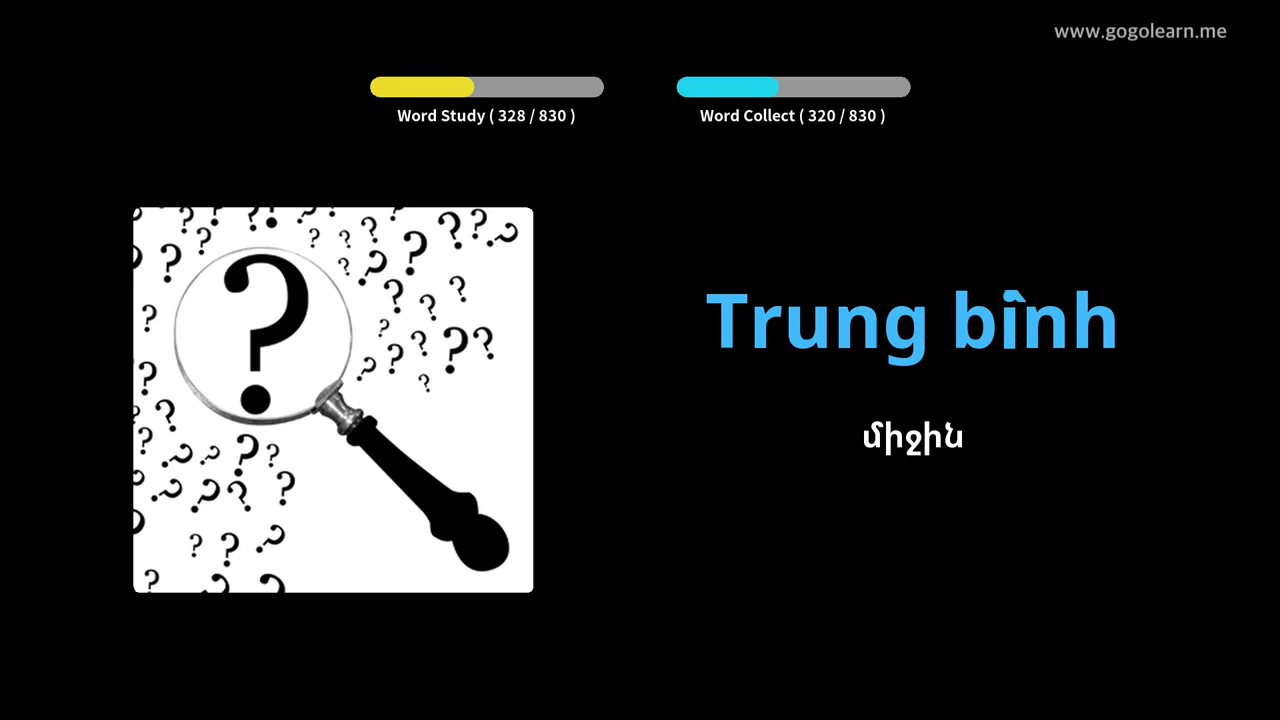 www.gogolearn.me
Word Study ( 328 / 830 )
Word Collect ( 320 / 830 )
Trung bình
միջին